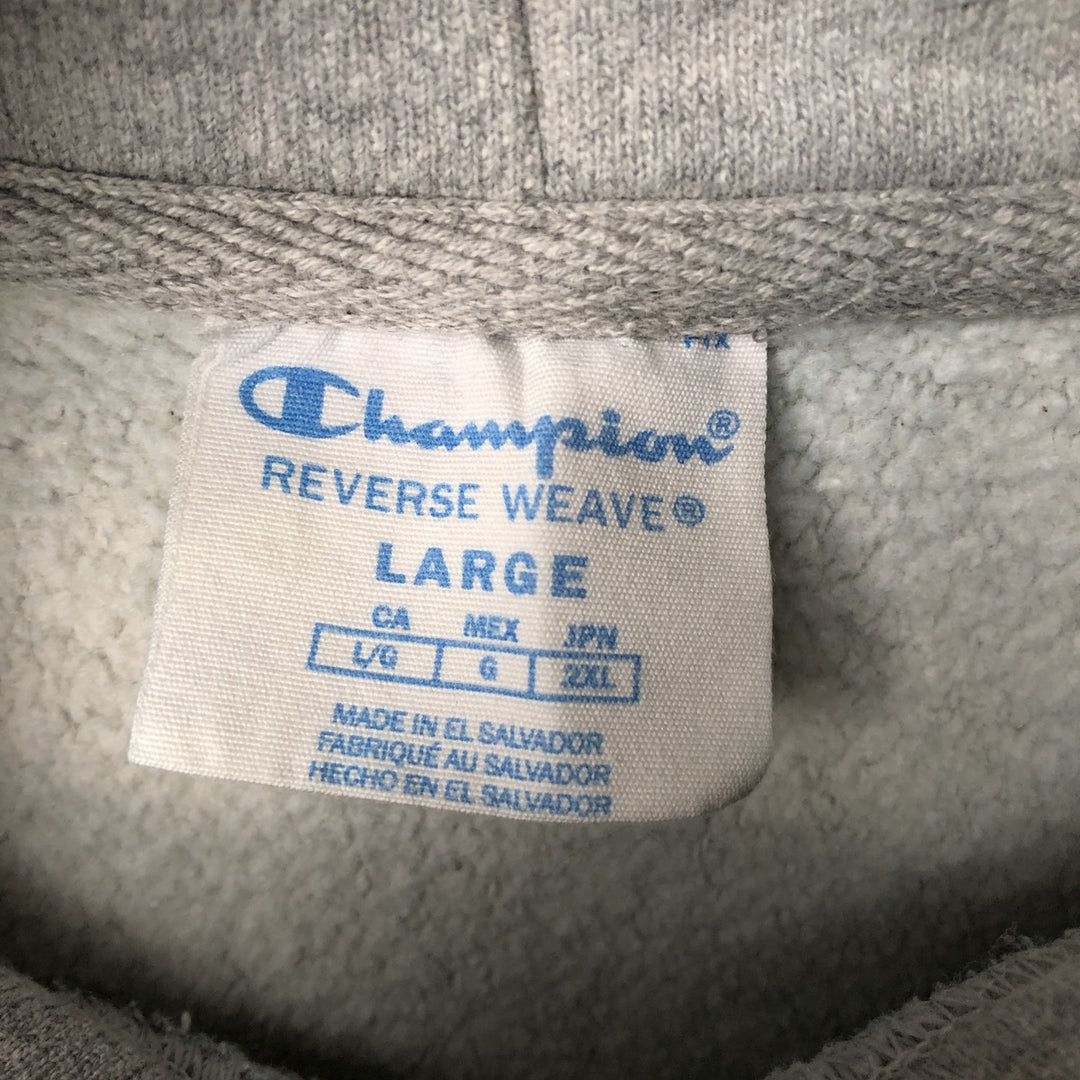 Champion®
REVERSE WEAVE®
LARGE
CA MEX JPN
L/G G 2XL
MADE IN EL SALVADOR
FABRIQUÉ AU SALVADOR
HECHO EN EL SALVADOR